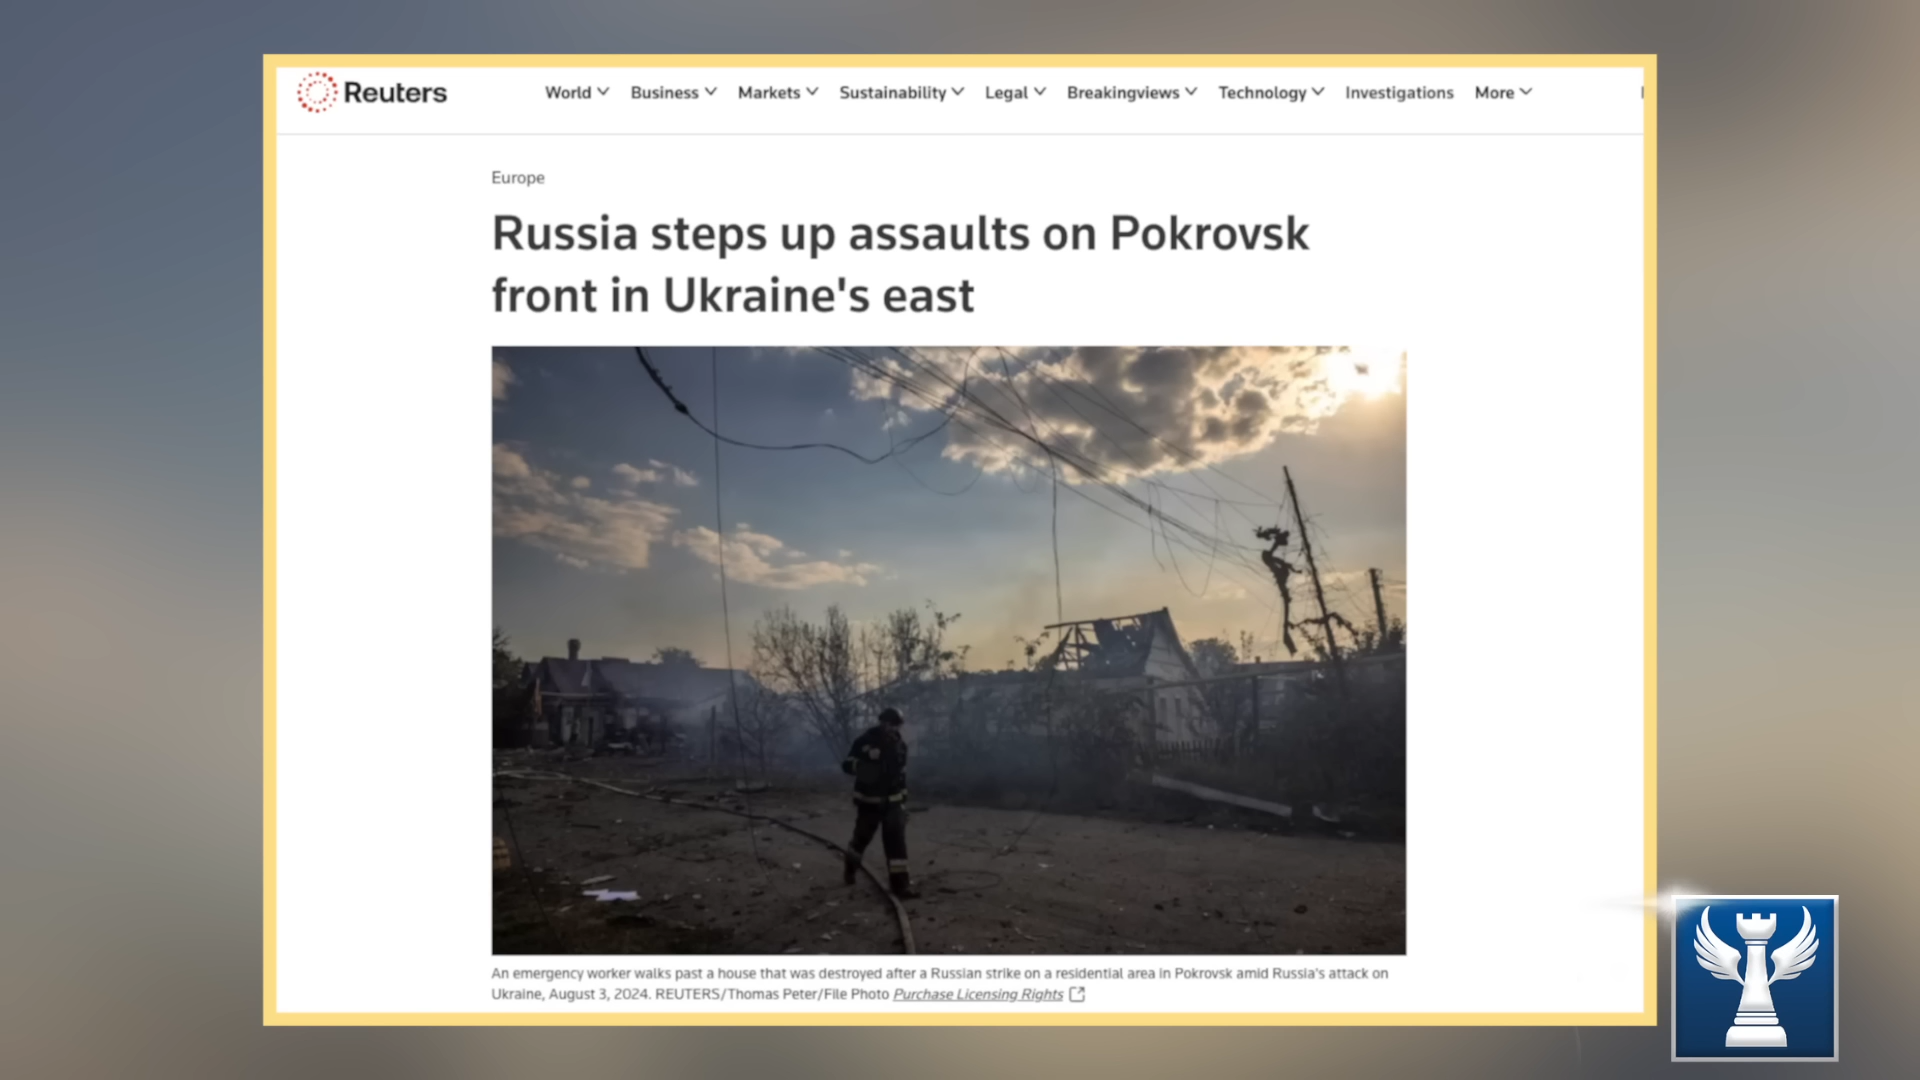 Reuters
World Business Markets Sustainability Legal Breakingviews Technology Investigations More
Europe
Russia steps up assaults on Pokrovsk
front in Ukraine's east
An emergency worker walks past a house that was destroyed after a Russian strike on a residential area in Pokrovsk amid Russia's attack on
Ukraine, August 3, 2024. REUTERS/Thomas Peter/File Photo Purchase Licensing Rights